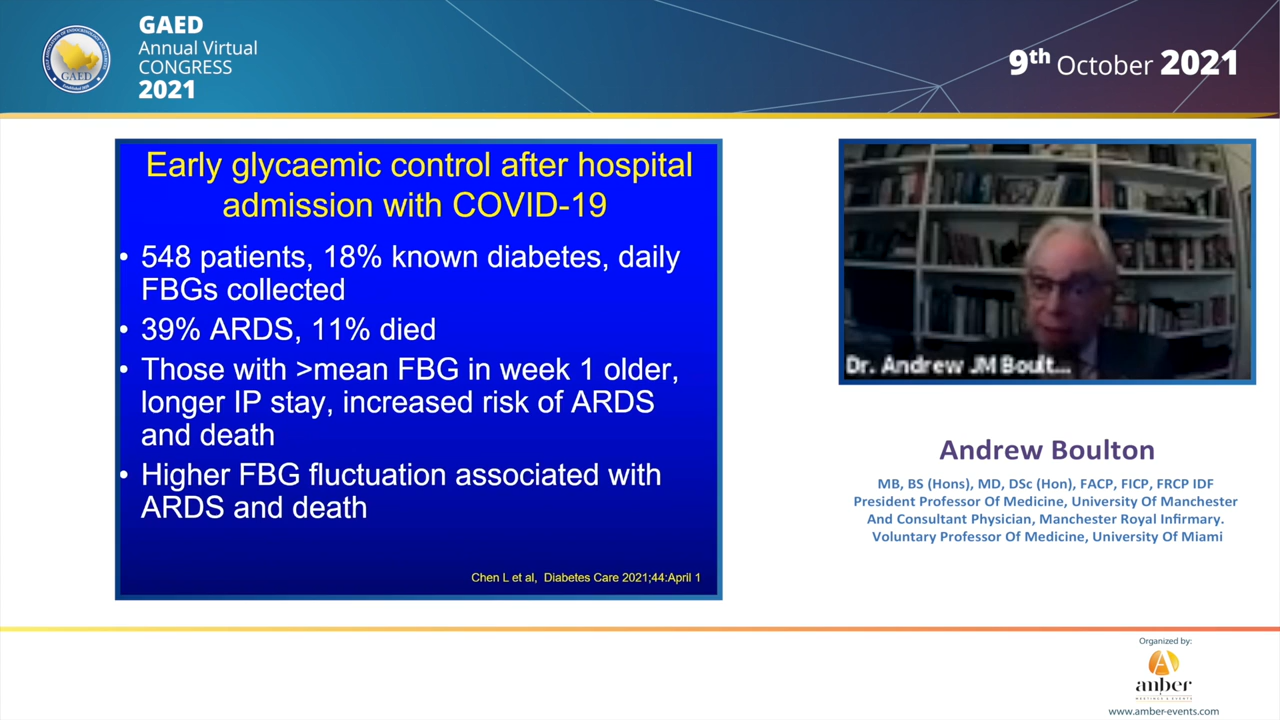 GAED
Annual Virtual
CONGRESS
2021
GAED
9th October 2021
Early glycaemic control after hospital
admission with COVID-19
• 548 patients, 18% known diabetes, daily
FBGs collected
• 39% ARDS, 11% died
• Those with >mean FBG in week 1 older,
longer IP stay, increased risk of ARDS
and death
• Higher FBG fluctuation associated with
ARDS and death
Chen L et al, Diabetes Care 2021;44:April 1
Dr. Andrew JM Boult...
Andrew Boulton
MB, BS (Hons), MD, DSc (Hon), FACP, FICP, FRCP IDF
President Professor Of Medicine, University Of Manchester
And Consultant Physician, Manchester Royal Infirmary.
Voluntary Professor Of Medicine, University Of Miami
Organized by:
anber
MEETINGS & EVENTS
www.amber-events.com